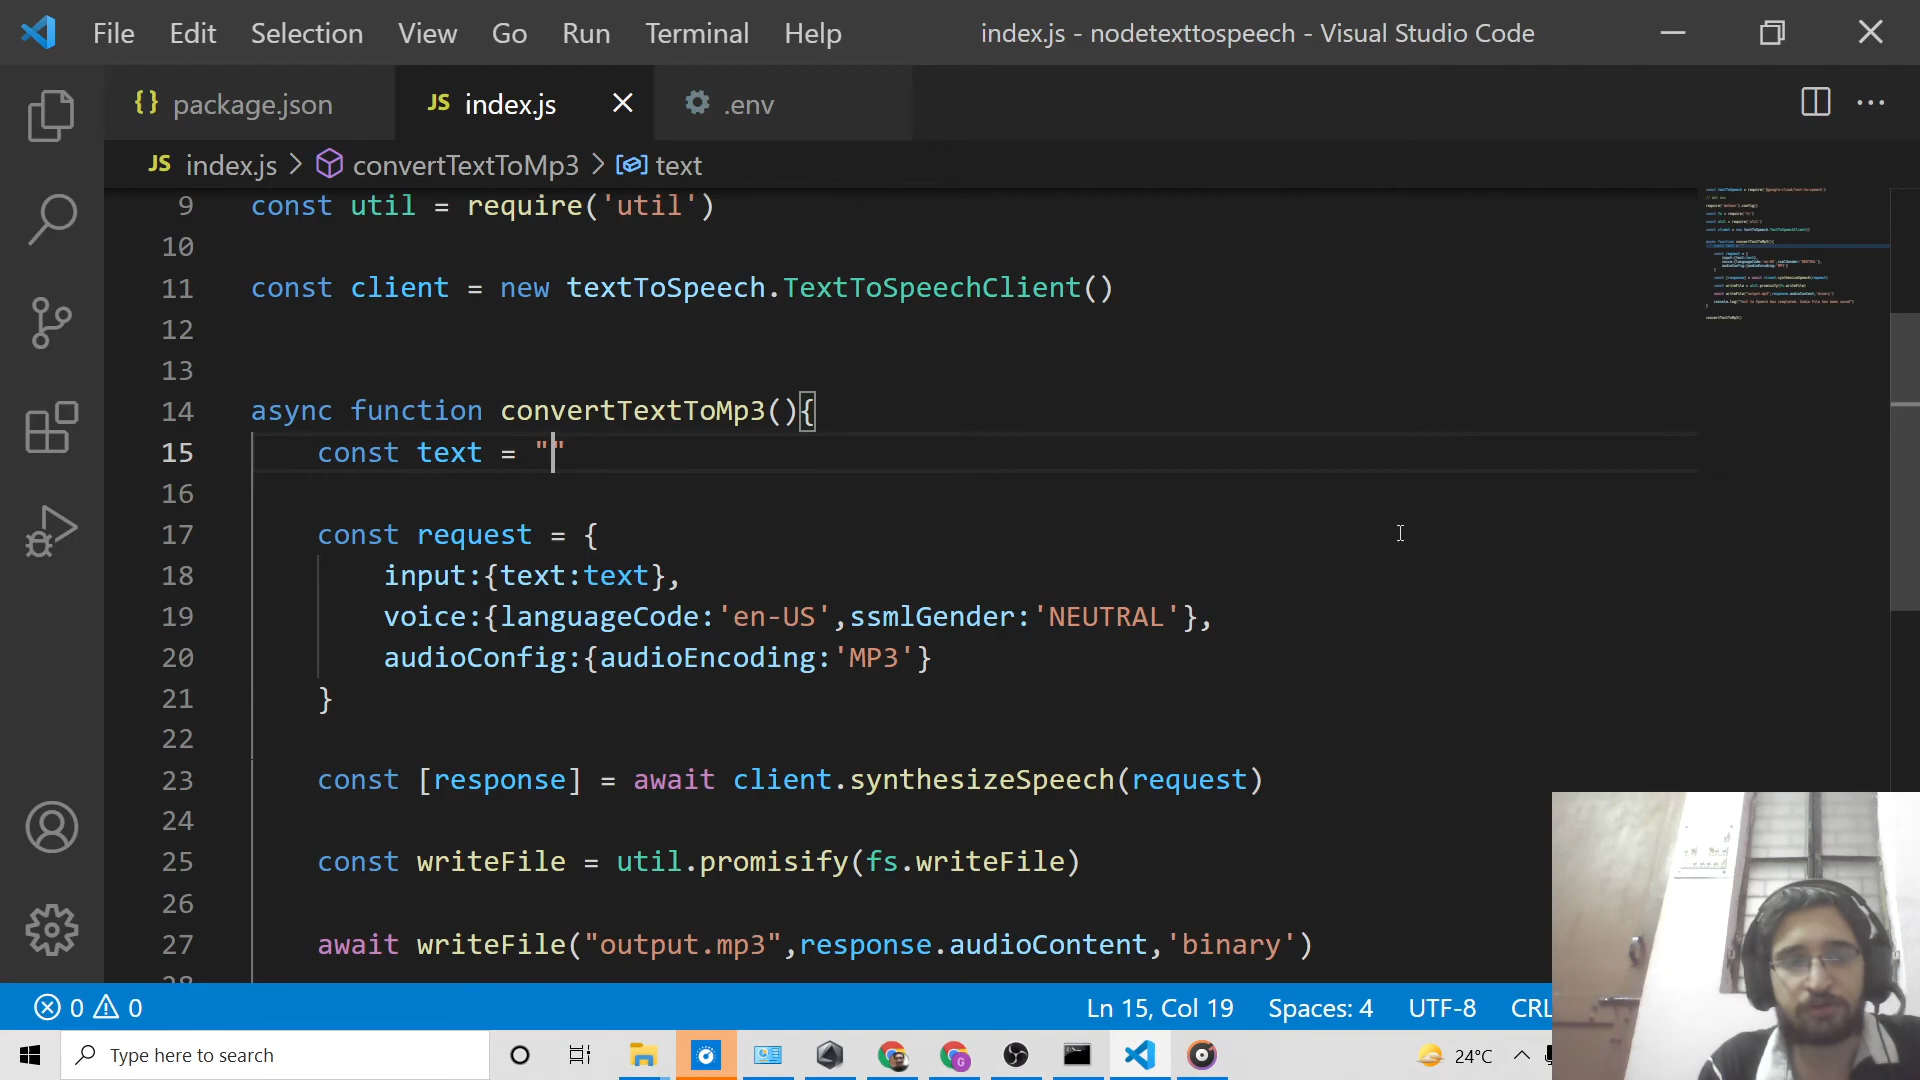 File Edit Selection View Go Run Terminal Help index.js - nodetexttospeech - Visual Studio Code
{} package.json JS index.js .env
JS index.js > convertTextToMp3 > text
9 const util = require('util')
10
11 const client = new textToSpeech.TextToSpeechClient()
12
13
14 async function convertTextToMp3(){
15 const text = ""
16
17 const request = {
18 input:{text:text},
19 voice:{languageCode:'en-US',ssmlGender:'NEUTRAL'},
20 audioConfig:{audioEncoding:'MP3'}
21 }
22
23 const [response] = await client.synthesizeSpeech(request)
24
25 const writeFile = util.promisify(fs.writeFile)
26
27 await writeFile("output.mp3",response.audioContent,'binary')
0 0 Ln 15, Col 19 Spaces: 4 UTF-8 CRL
Type here to search 24°C